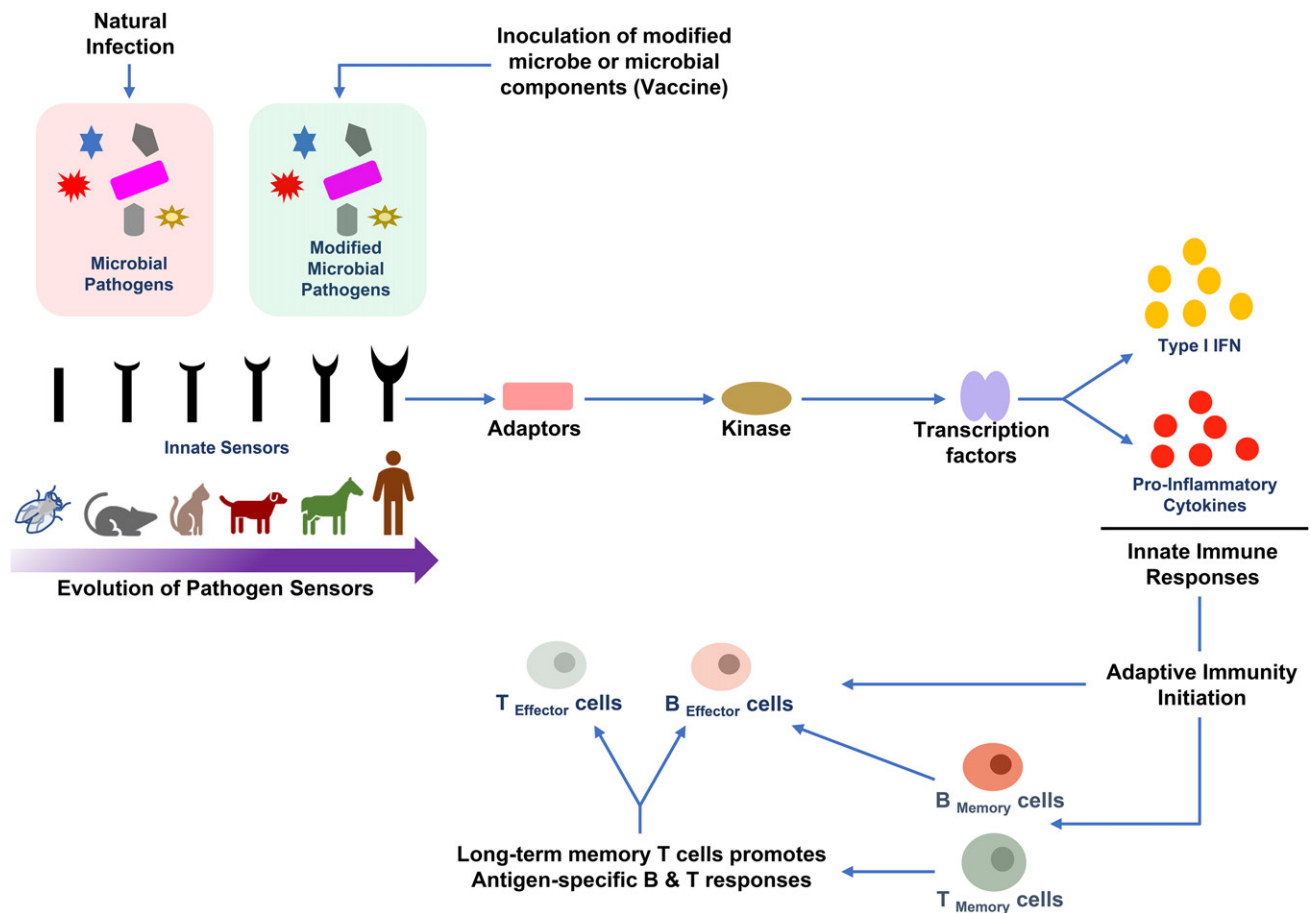 Natural
Infection
Inoculation of modified
microbe or microbial
components (Vaccine)
Microbial
Pathogens
Modified
Microbial
Pathogens
Innate Sensors
Evolution of Pathogen Sensors
Adaptors
Kinase
Transcription
factors
Type I IFN
Pro-Inflammatory
Cytokines
Innate Immune
Responses
Adaptive Immunity
Initiation
T Effector cells
B Effector cells
B Memory cells
T Memory cells
Long-term memory T cells promotes
Antigen-specific B & T responses